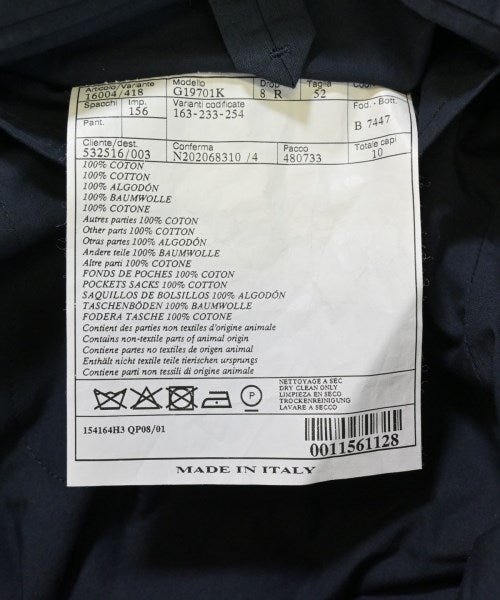 Articolo/Variante Modello Drop Taglia
16004/418 G19701K 8 R 52
Spacchi Imp. Varianti codificate Fod.-Bott.
156 163-233-254
Pant. B 7447
Cliente/dest. Conferma Pacco Totale capi
532516/003 N202068310 /4 480733 10
100% COTON
100% COTTON
100% ALGODÓN
100% BAUMWOLLE
100% COTONE
Autres parties 100% COTON
Other parts 100% COTTON
Otras partes 100% ALGODÓN
Andere teile 100% BAUMWOLLE
Altre parti 100% COTONE
FONDS DE POCHES 100% COTON
POCKETS SACKS 100% COTTON
SAQUILLOS DE BOLSILLOS 100% ALGODÓN
TASCHENBÖDEN 100% BAUMWOLLE
FODERA TASCHE 100% COTONE
Contient des parties non textiles d'origine animale
Contains non-textile parts of animal origin
Contiene partes no textiles de origen animal
Enthält nicht textile teile tierischen ursprungs
Contiene parti non tessili di origine animale
P
NETTOYAGE A SEC
DRY CLEAN ONLY
LIMPIEZA EN SECO
TROCKENREINIGUNG
LAVARE A SECCO
154164H3 QP08/01
0011561128
MADE IN ITALY